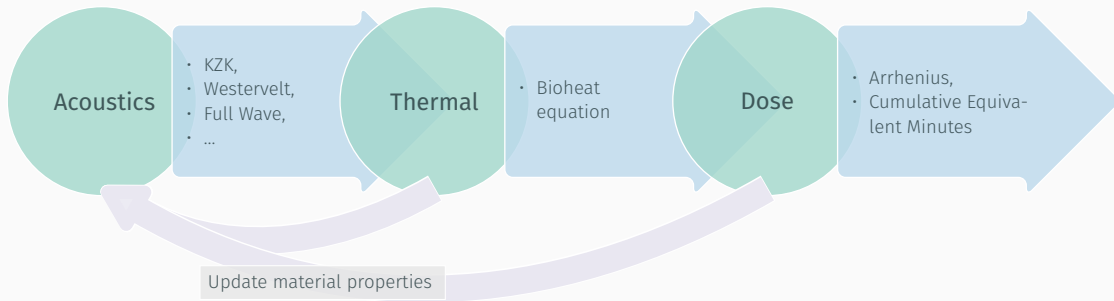 Acoustics
• KZK,
• Westervelt,
• Full Wave,
• ...
Thermal
• Bioheat
equation
Dose
• Arrhenius,
• Cumulative Equiva-
lent Minutes
Update material properties